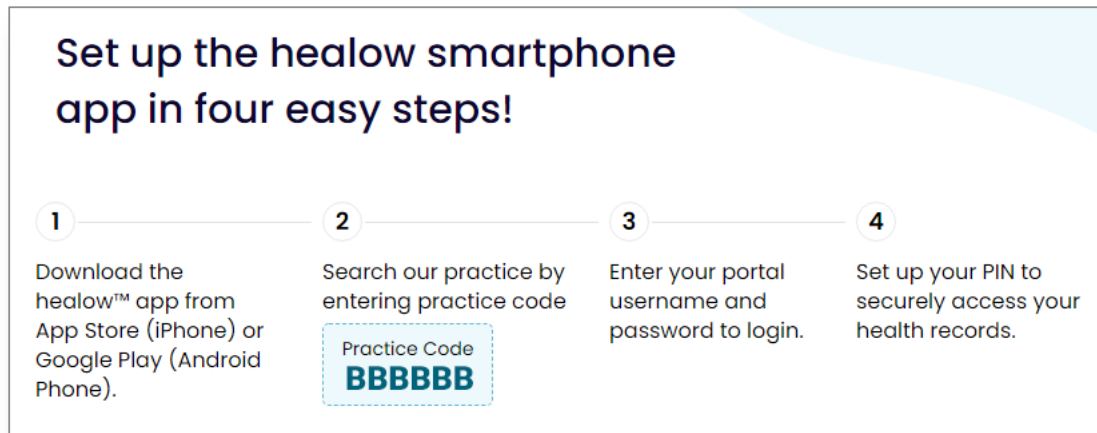 Set up the healow smartphone
app in four easy steps!
1
Download the
healow™ app from
App Store (iPhone) or
Google Play (Android
Phone).
2
Search our practice by
entering practice code
Practice Code
BBBBBB
3
Enter your portal
username and
password to login.
4
Set up your PIN to
securely access your
health records.